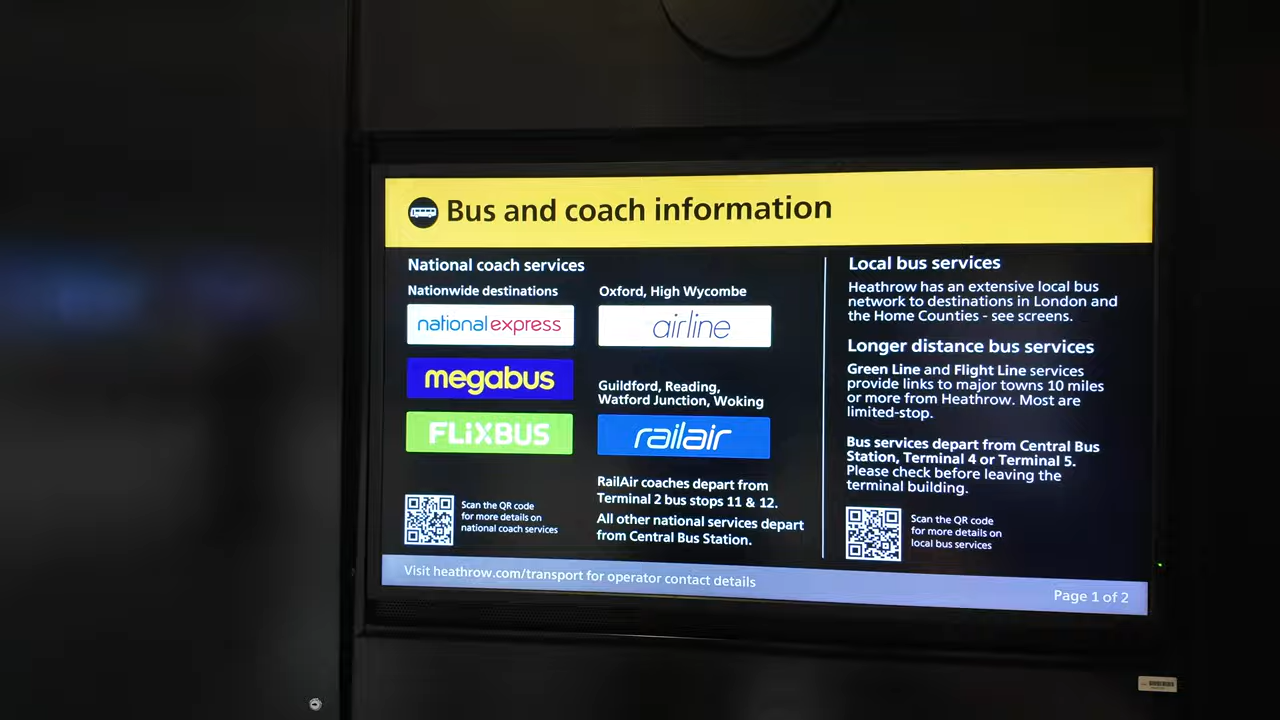 Bus and coach information
National coach services
Nationwide destinations
national express
megabus
FLiXBUS
Scan the QR code
for more details on
national coach services
Oxford, High Wycombe
airline
Guildford, Reading,
Watford Junction, Woking
railair
RailAir coaches depart from
Terminal 2 bus stops 11 & 12.
All other national services depart
from Central Bus Station.
Local bus services
Heathrow has an extensive local bus
network to destinations in London and
the Home Counties - see screens.
Longer distance bus services
Green Line and Flight Line services
provide links to major towns 10 miles
or more from Heathrow. Most are
limited-stop.
Bus services depart from Central Bus
Station, Terminal 4 or Terminal 5.
Please check before leaving the
terminal building.
Scan the QR code
for more details on
local bus services
Visit heathrow.com/transport for operator contact details
Page 1 of 2